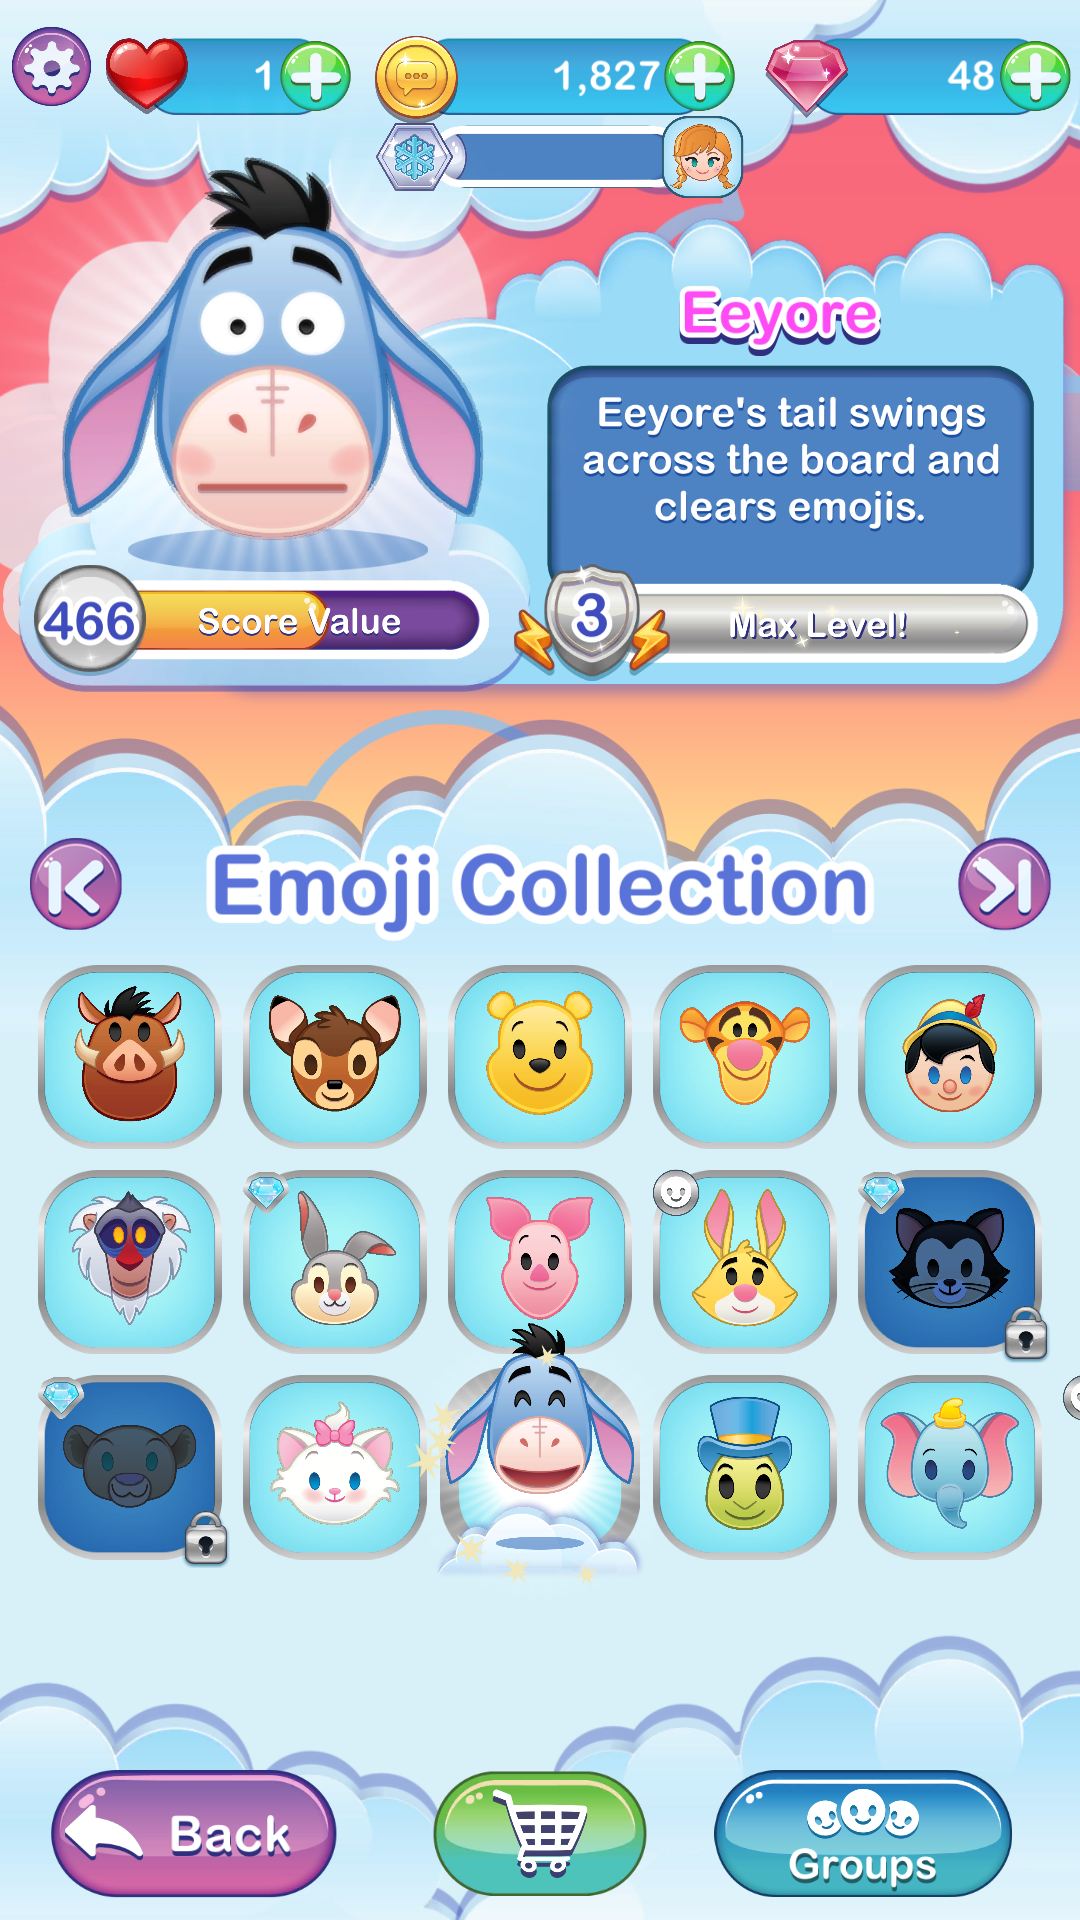 1
1,827
48
Eeyore
Eeyore's tail swings
across the board and
clears emojis.
466
Score Value
3
Max Level!
Emoji Collection
Back
Groups